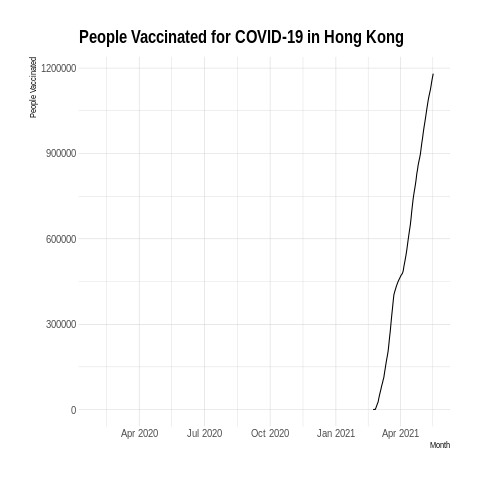 People Vaccinated for COVID-19 in Hong Kong
People Vaccinated
1200000
900000
600000
300000
0
Apr 2020 Jul 2020 Oct 2020 Jan 2021 Apr 2021
Month